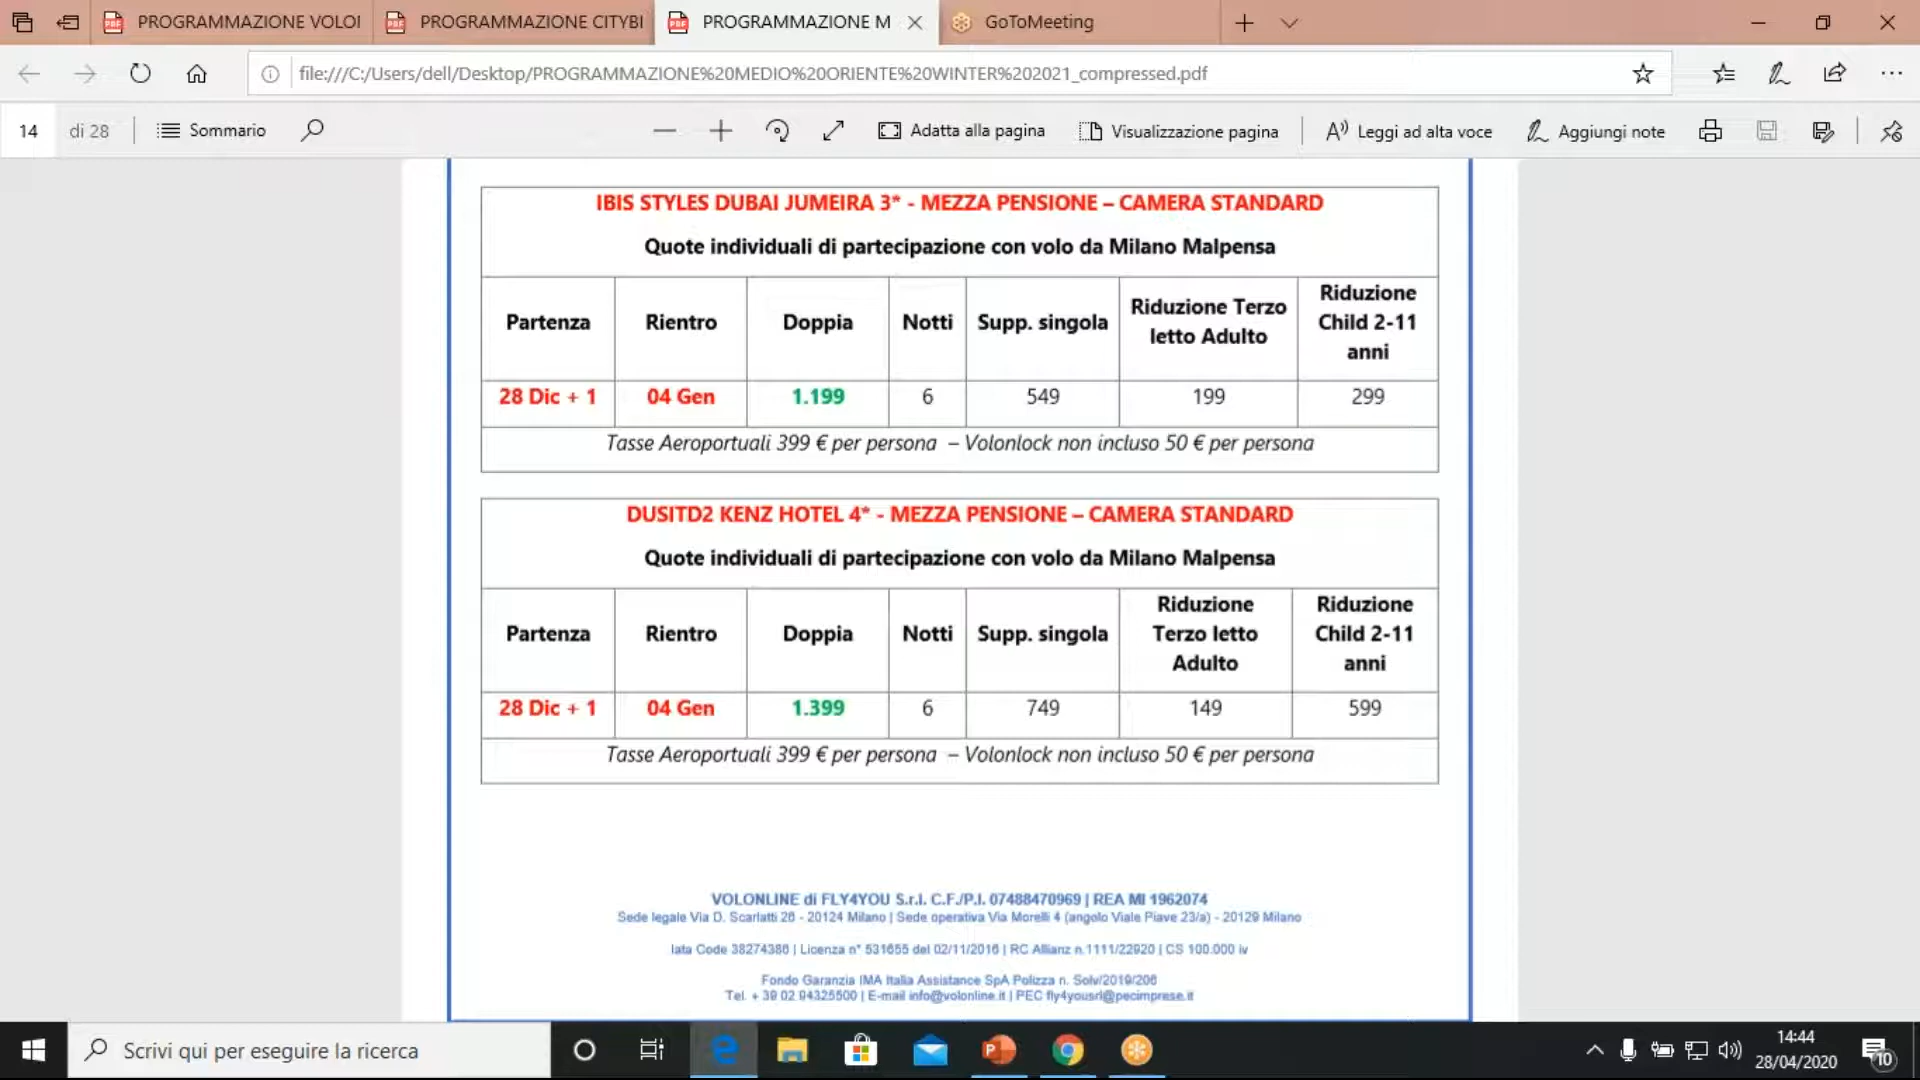 PROGRAMMAZIONE VOLOI
PROGRAMMAZIONE CITYBI
PROGRAMMAZIONE M
GoToMeeting
file:///C:/Users/dell/Desktop/PROGRAMMAZIONE%20MEDIO%20ORIENTE%20WINTER%202021_compressed.pdf
14 di 28 Sommario Adatta alla pagina Visualizzazione pagina Leggi ad alta voce Aggiungi note
IBIS STYLES DUBAI JUMEIRA 3* - MEZZA PENSIONE – CAMERA STANDARD
Quote individuali di partecipazione con volo da Milano Malpensa
Partenza Rientro Doppia Notti Supp. singola Riduzione Terzo letto Adulto Riduzione Child 2-11 anni
28 Dic + 1 04 Gen 1.199 6 549 199 299
Tasse Aeroportuali 399 € per persona – Volonlock non incluso 50 € per persona
DUSITD2 KENZ HOTEL 4* - MEZZA PENSIONE – CAMERA STANDARD
Quote individuali di partecipazione con volo da Milano Malpensa
Partenza Rientro Doppia Notti Supp. singola Riduzione Terzo letto Adulto Riduzione Child 2-11 anni
28 Dic + 1 04 Gen 1.399 6 749 149 599
Tasse Aeroportuali 399 € per persona – Volonlock non incluso 50 € per persona
VOLONLINE di FLY4YOU S.r.l. C.F./P.I. 07488470969 | REA MI 1962074
Sede legale Via D. Scarlatti 26 - 20124 Milano | Sede operativa Via Morelli 4 (angolo Viale Piave 23/a) - 20129 Milano
Iata Code 38274386 | Licenza n° 531655 del 02/11/2016 | RC Allianz n.1111/22920 | CS 100.000 iv
Fondo Garanzia IMA Italia Assistance SpA Polizza n. Solv/2019/206
Tel. + 39 02 94325500 | E-mail info@volonline.it | PEC fly4yousrl@pecimprese.it
Scrivi qui per eseguire la ricerca
14:44
28/04/2020
10